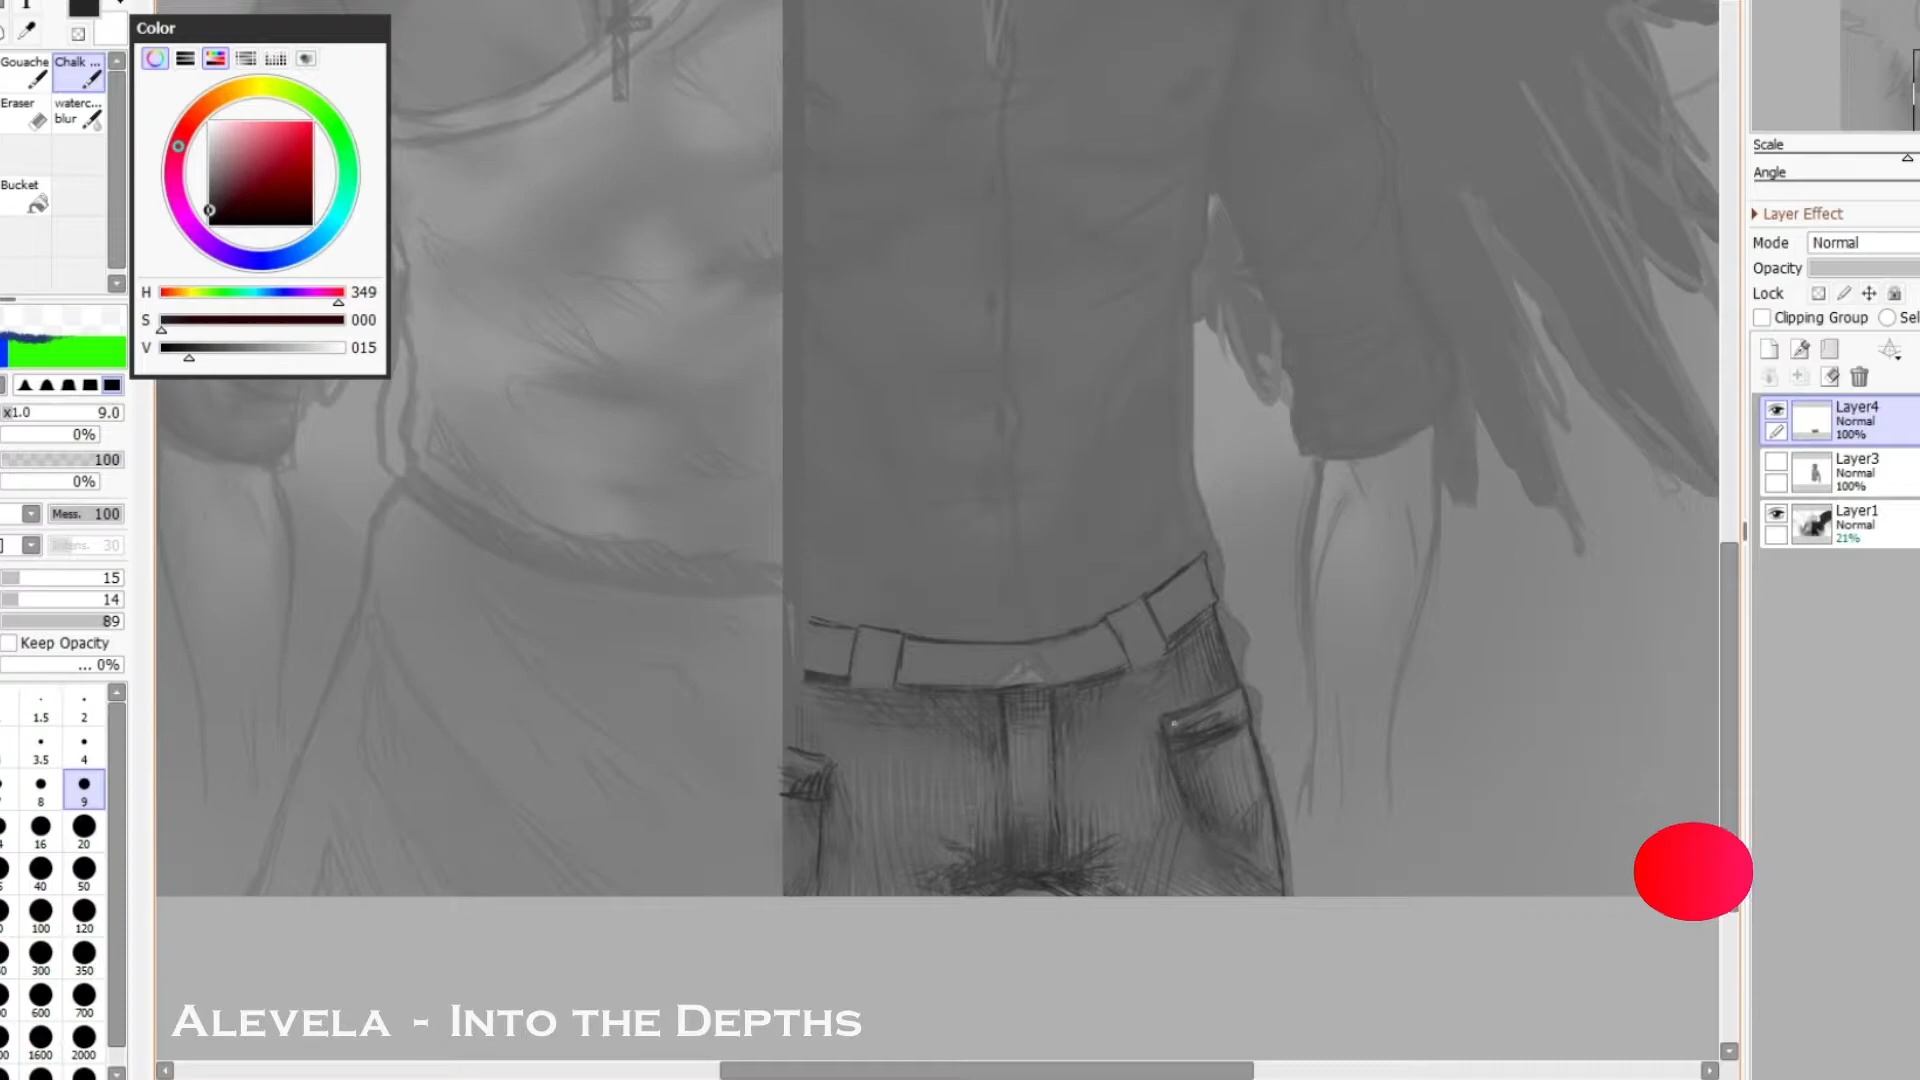 Color
Gouache
Chalk ...
Eraser
waterc...
blur
Bucket
H 349
S 000
V 015
x1.0 9.0
0%
100
0%
Mess. 100
30
15
14
89
Keep Opacity
... 0%
1.5 2
3.5 4
8 9
16 20
40 50
100 120
300 350
600 700
1600 2000
Scale
Angle
Layer Effect
Mode Normal
Opacity
Lock
Clipping Group
Layer4
Normal
100%
Layer3
Normal
100%
Layer1
Normal
21%
Alevela - Into the Depths